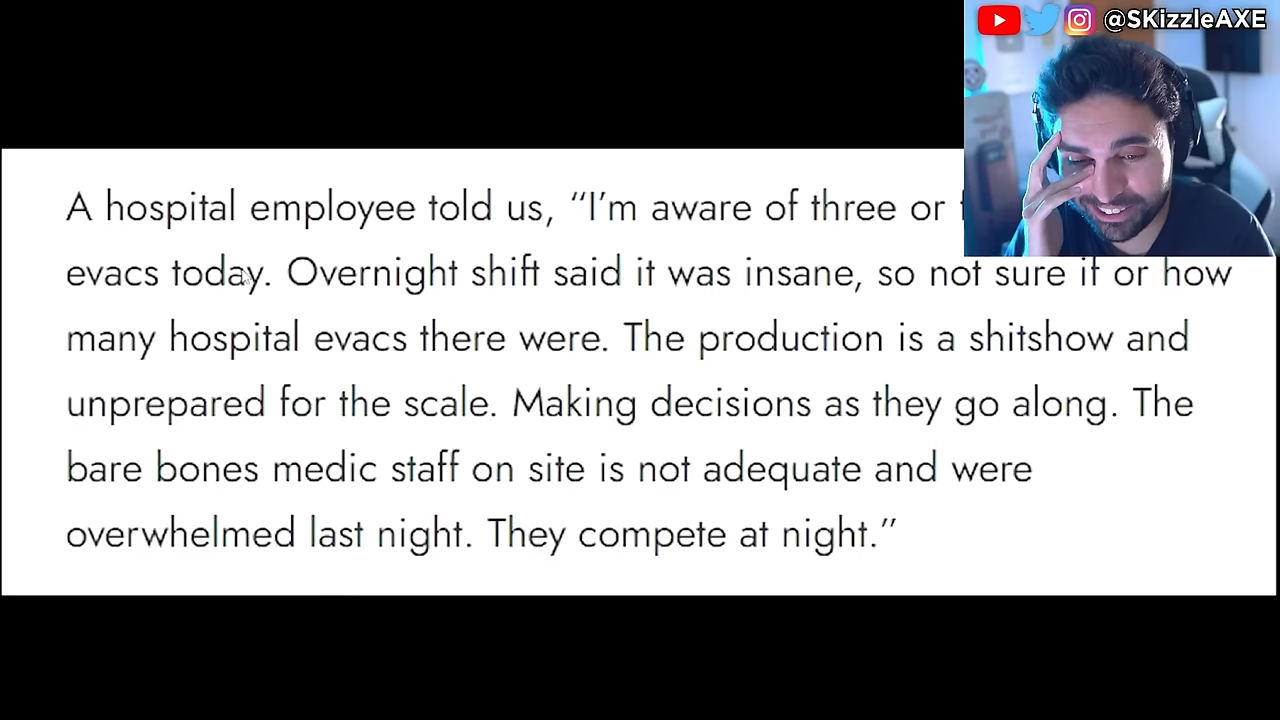 @SKizzleAXE
A hospital employee told us, “I’m aware of three or
evacs today. Overnight shift said it was insane, so not sure if or how
many hospital evacs there were. The production is a shitshow and
unprepared for the scale. Making decisions as they go along. The
bare bones medic staff on site is not adequate and were
overwhelmed last night. They compete at night.”